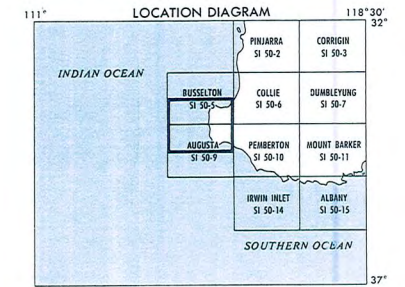 LOCATION DIAGRAM
111°
118°30'
32°
PINJARRA
SI 50-2
CORRIGIN
SI 50-3
INDIAN OCEAN
BUSSELTON
SI 50-5
COLLIE
SI 50-6
DUMBLEYUNG
SI 50-7
AUGUSTA
SI 50-9
PEMBERTON
SI 50-10
MOUNT BARKER
SI 50-11
IRWIN INLET
SI 50-14
ALBANY
SI 50-15
SOUTHERN OCEAN
37°